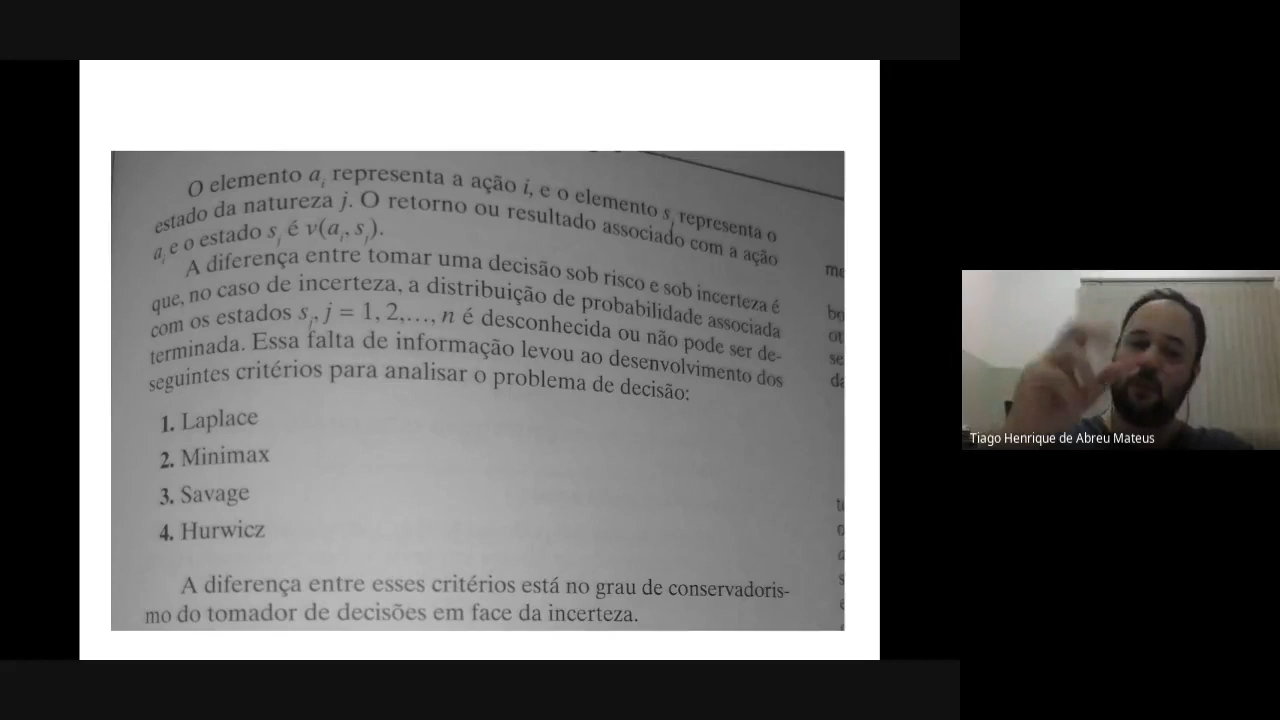 O elemento aᵢ representa a ação i, e o elemento sⱼ representa o
estado da natureza j. O retorno ou resultado associado com a ação
aᵢ e o estado sⱼ é v(aᵢ, sⱼ).
A diferença entre tomar uma decisão sob risco e sob incerteza é
que, no caso de incerteza, a distribuição de probabilidade associada
com os estados sⱼ, j = 1, 2,..., n é desconhecida ou não pode ser de-
terminada. Essa falta de informação levou ao desenvolvimento dos
seguintes critérios para analisar o problema de decisão:
1. Laplace
2. Minimax
3. Savage
4. Hurwicz
A diferença entre esses critérios está no grau de conservadoris-
mo do tomador de decisões em face da incerteza.
Tiago Henrique de Abreu Mateus